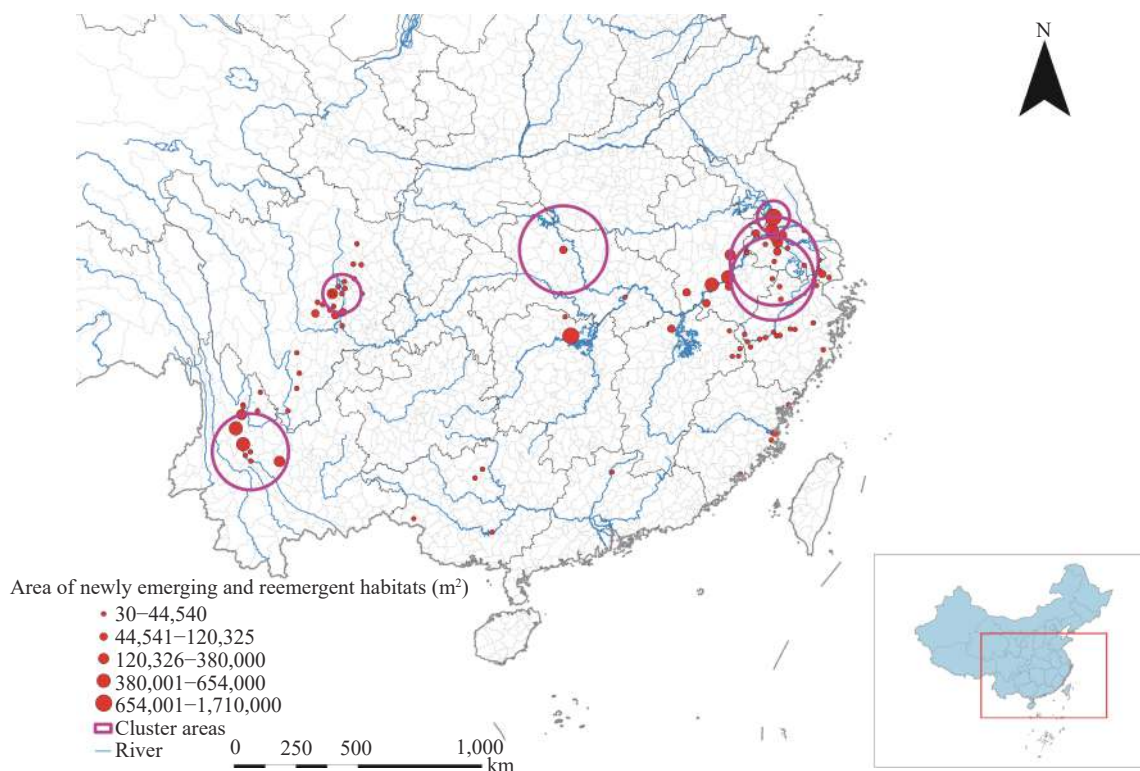 N
Area of newly emerging and reemergent habitats (m²)
30−44,540
44,541−120,325
120,326−380,000
380,001−654,000
654,001−1,710,000
Cluster areas
River
0 250 500 1,000
km